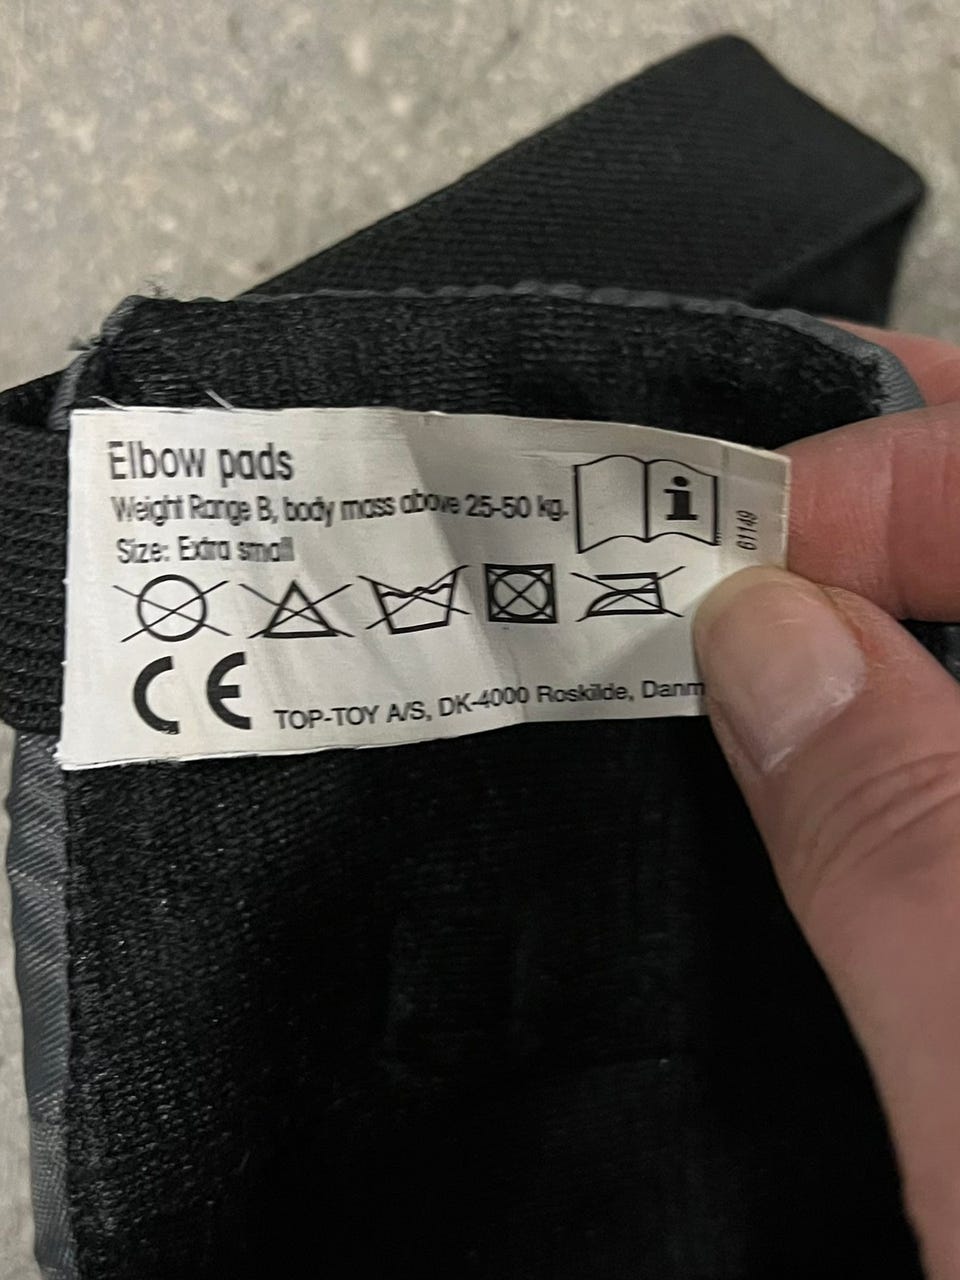 Elbow pads
Weight Range B, body mass above 25-50 kg.
Size: Extra small
i
61149
CE
TOP-TOY A/S, DK-4000 Roskilde, Danm